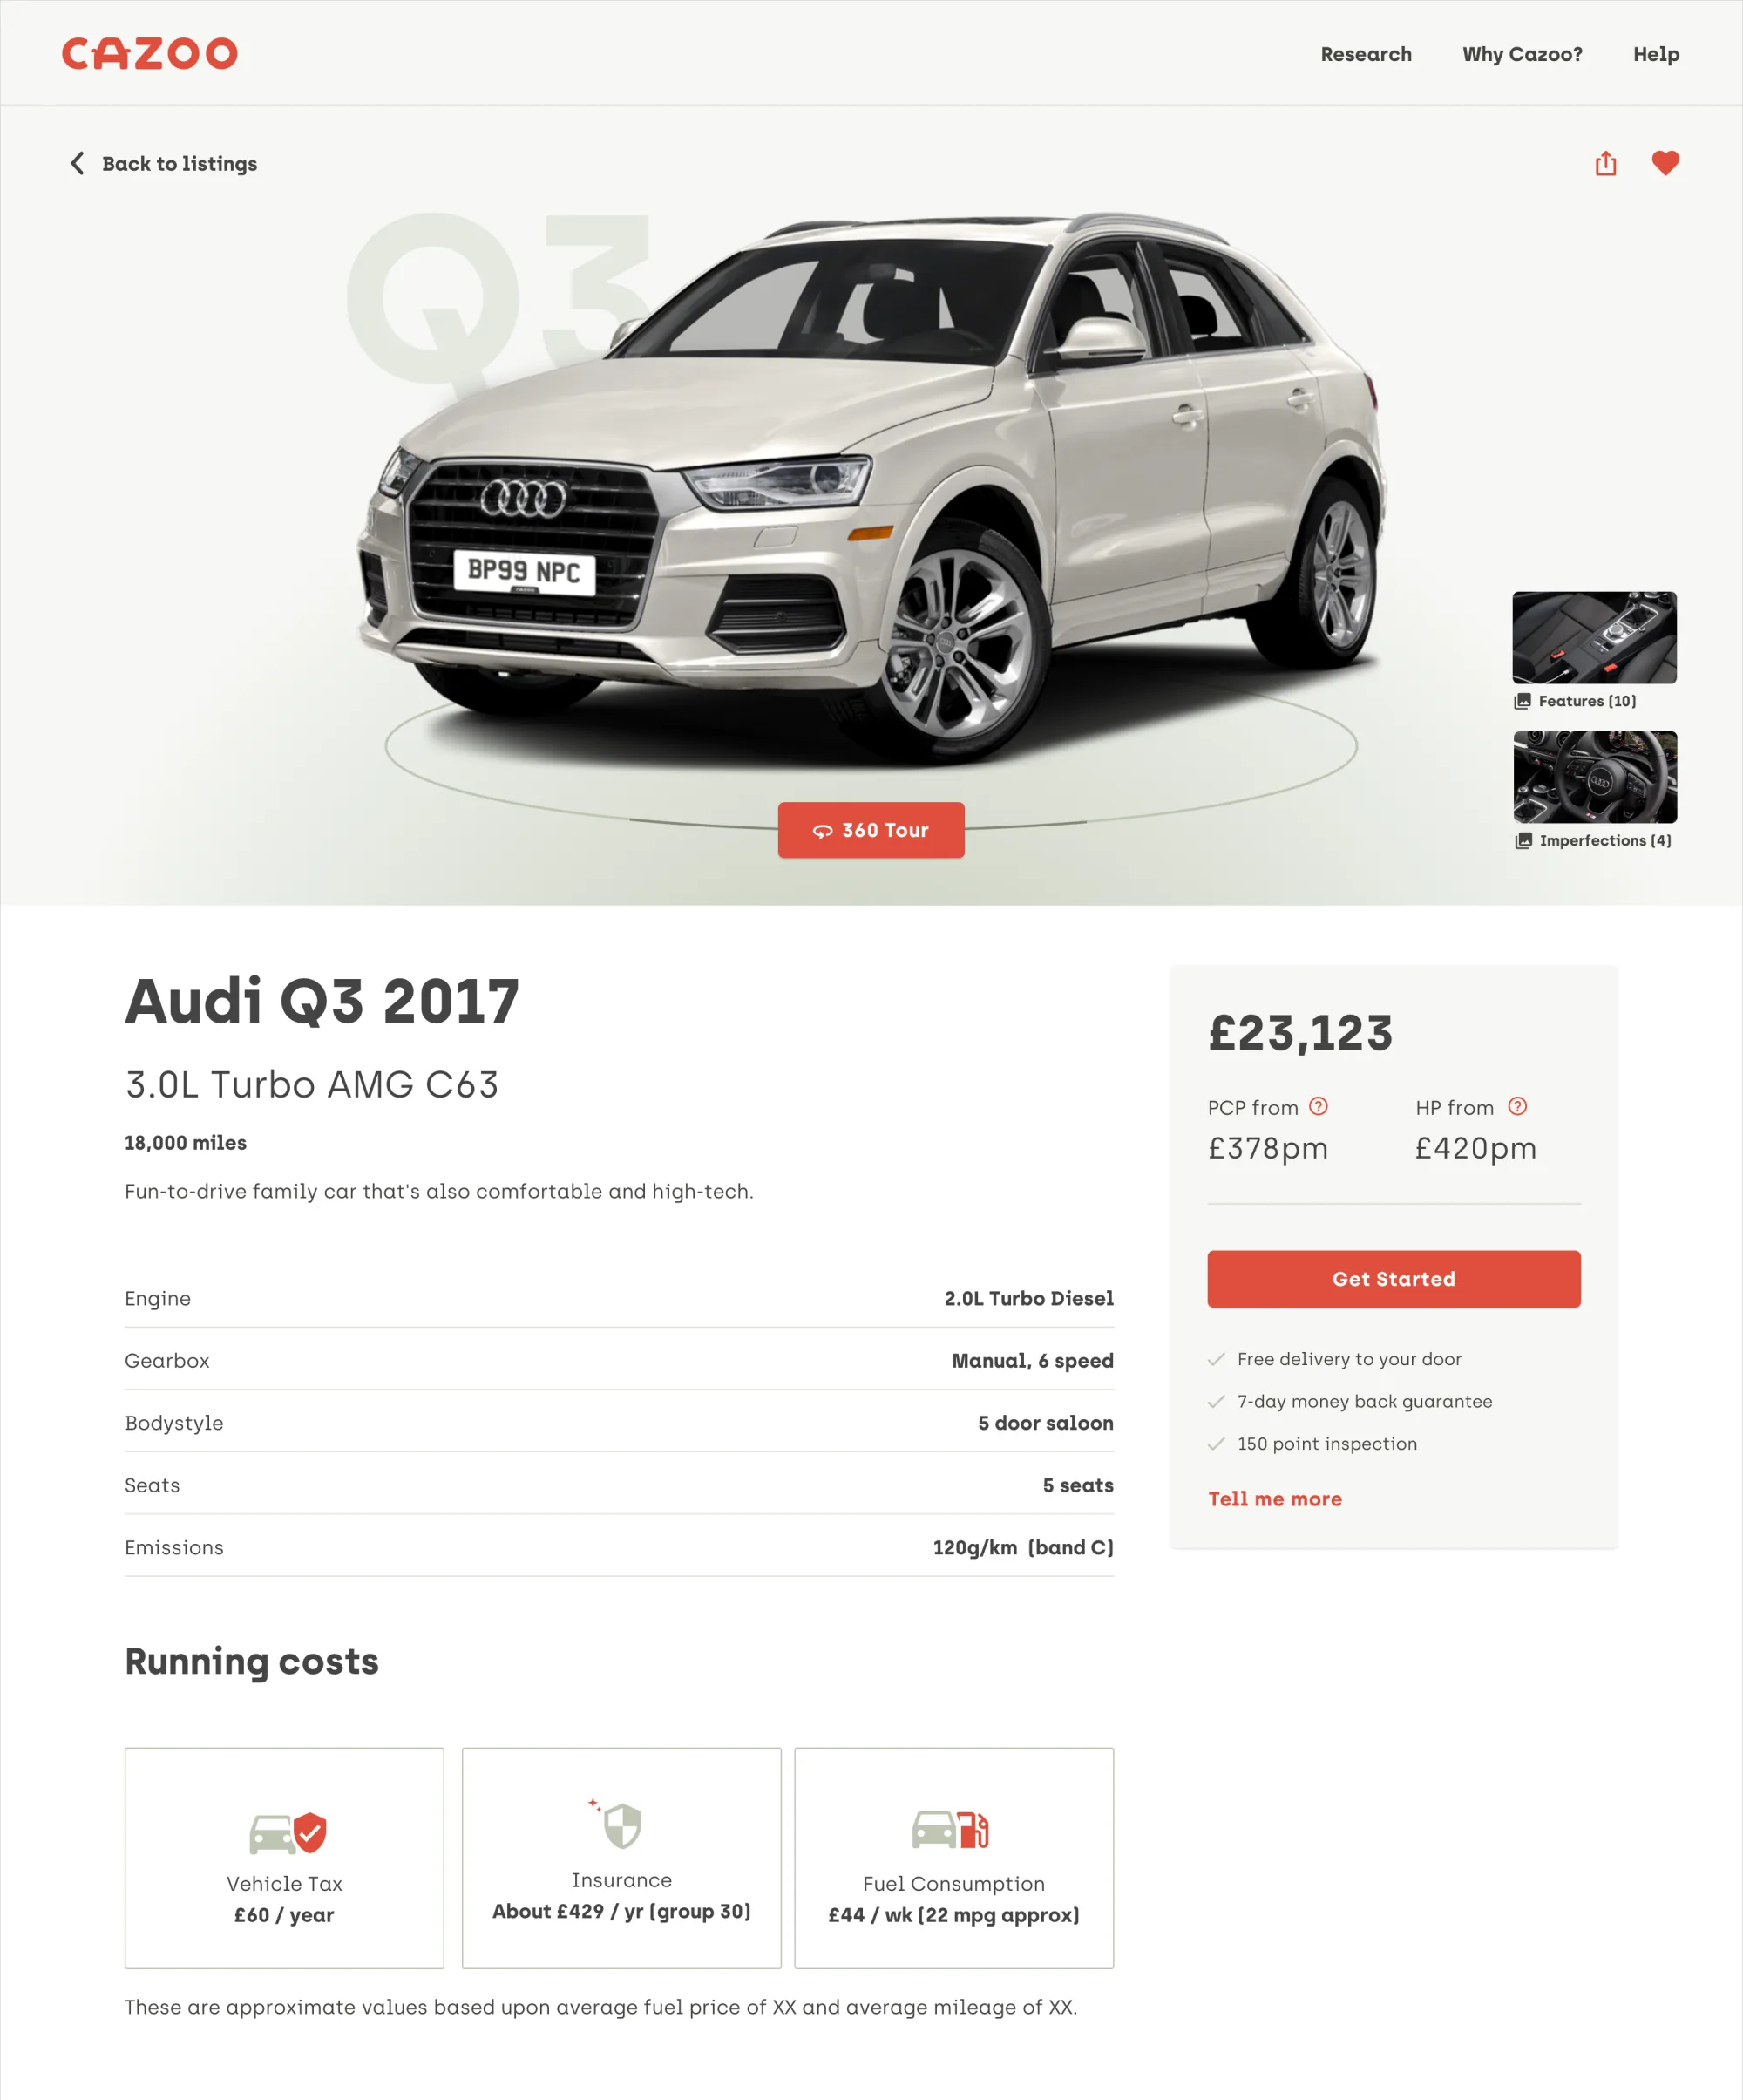 CAZOO
Research
Why Cazoo?
Help
Back to listings
Q3
BP99 NPC
Features (10)
Imperfections (4)
360 Tour
Audi Q3 2017
3.0L Turbo AMG C63
18,000 miles
Fun-to-drive family car that's also comfortable and high-tech.
Engine
2.0L Turbo Diesel
Gearbox
Manual, 6 speed
Bodystyle
5 door saloon
Seats
5 seats
Emissions
120g/km (band C)
£23,123
PCP from
HP from
£378pm
£420pm
Get Started
Free delivery to your door
7-day money back guarantee
150 point inspection
Tell me more
Running costs
Vehicle Tax
£60 / year
Insurance
About £429 / yr (group 30)
Fuel Consumption
£44 / wk (22 mpg approx)
These are approximate values based upon average fuel price of XX and average mileage of XX.